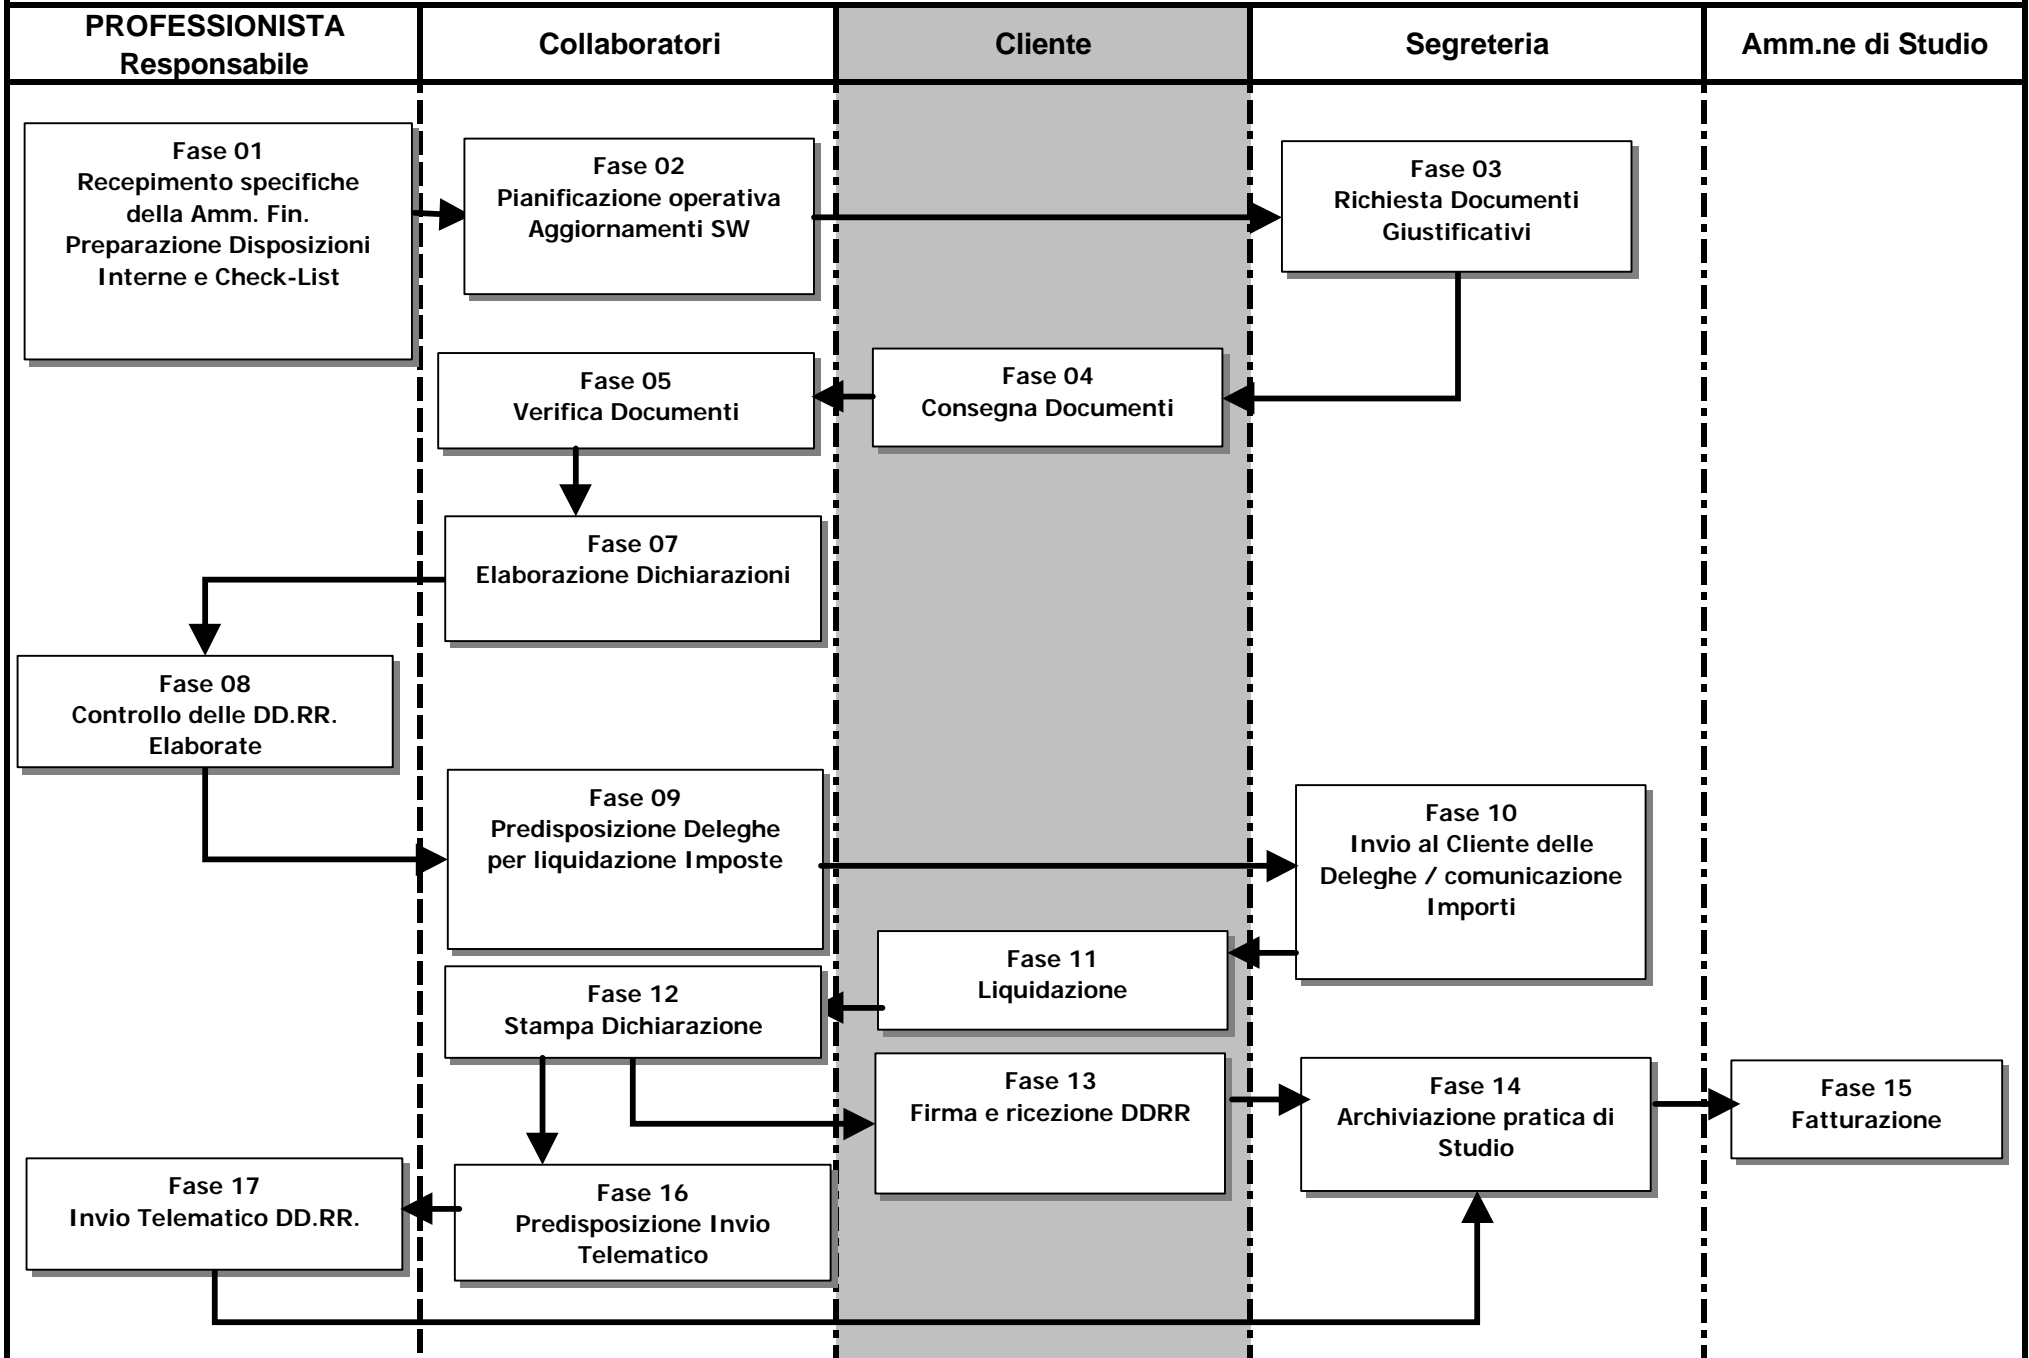 PROFESSIONISTA
Responsabile
Collaboratori
Cliente
Segreteria
Amm.ne di Studio
Fase 01
Recepimento specifiche
della Amm. Fin.
Preparazione Disposizioni
Interne e Check-List
Fase 02
Pianificazione operativa
Aggiornamenti SW
Fase 03
Richiesta Documenti
Giustificativi
Fase 04
Consegna Documenti
Fase 05
Verifica Documenti
Fase 07
Elaborazione Dichiarazioni
Fase 08
Controllo delle DD.RR.
Elaborate
Fase 09
Predisposizione Deleghe
per liquidazione Imposte
Fase 10
Invio al Cliente delle
Deleghe / comunicazione
Importi
Fase 11
Liquidazione
Fase 12
Stampa Dichiarazione
Fase 13
Firma e ricezione DDRR
Fase 14
Archiviazione pratica di
Studio
Fase 15
Fatturazione
Fase 16
Predisposizione Invio
Telematico
Fase 17
Invio Telematico DD.RR.